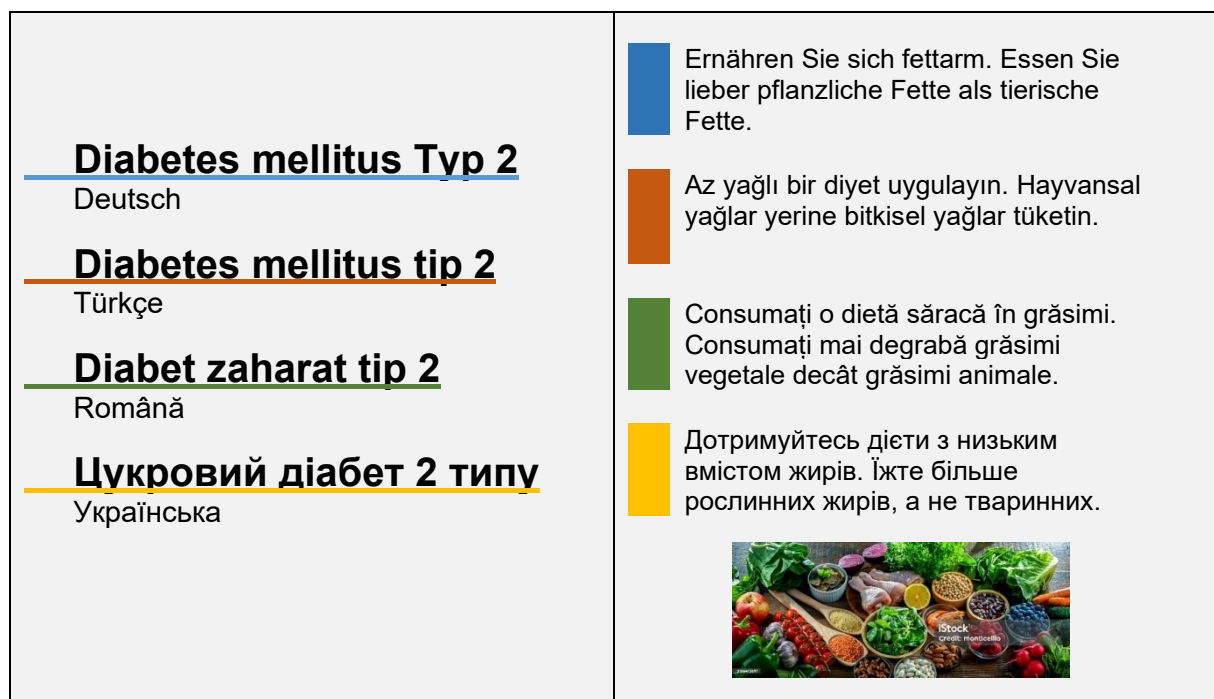 Diabetes mellitus Typ 2
Deutsch
Diabetes mellitus tip 2
Türkçe
Diabet zaharat tip 2
Română
Цукровий діабет 2 типу
Українська
Ernähren Sie sich fettarm. Essen Sie
lieber pflanzliche Fette als tierische
Fette.
Az yağlı bir diyet uygulayın. Hayvansal
yağlar yerine bitkisel yağlar tüketin.
Consumați o dietă săracă în grăsimi.
Consumați mai degrabă grăsimi
vegetale decât grăsimi animale.
Дотримуйтесь дієти з низьким
вмістом жирів. Їжте більше
рослинних жирів, а не тваринних.
iStock
Credit: monticelllo